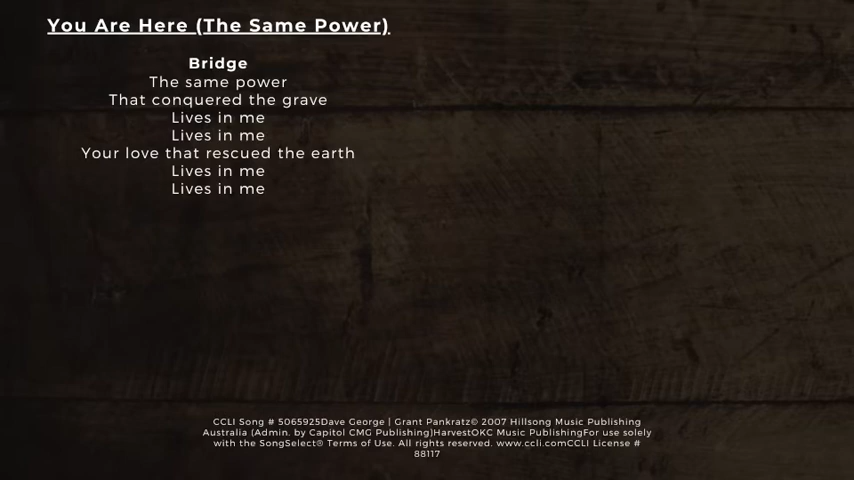 You Are Here (The Same Power)
Bridge
The same power
That conquered the grave
Lives in me
Lives in me
Your love that rescued the earth
Lives in me
Lives in me
CCLI Song # 5065925Dave George | Grant Pankratz© 2007 Hillsong Music Publishing
Australia (Admin. by Capitol CMG Publishing)HarvestOKC Music PublishingFor use solely
with the SongSelect® Terms of Use. All rights reserved. www.ccli.comCCLI License #
88117